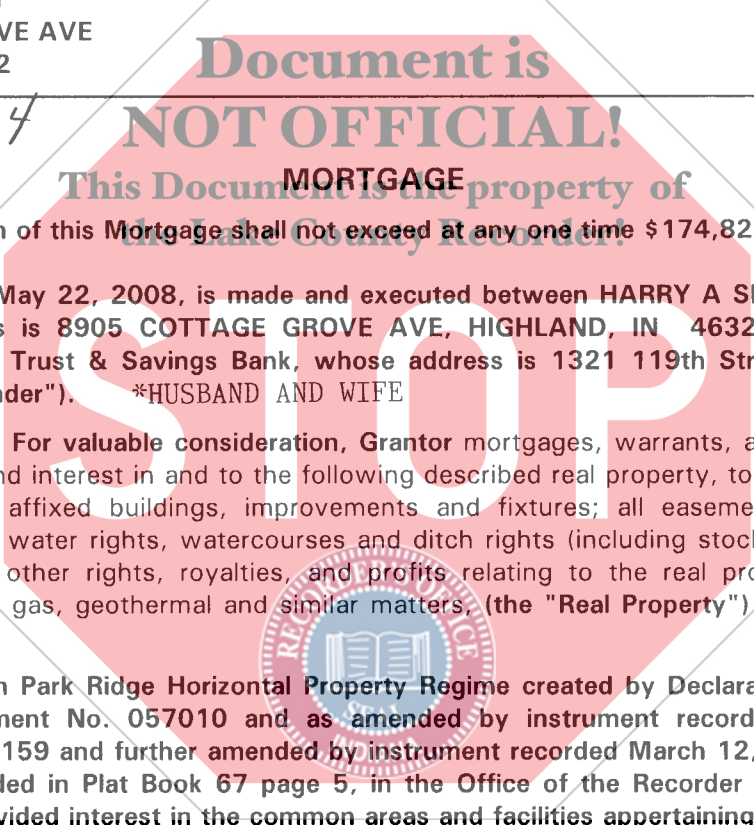 VE AVE
2
4
Document is
NOT OFFICIAL!
MORTGAGE
This Document is the property of
the Lake County Recorder!
n of this Mortgage shall not exceed at any one time $174,82
May 22, 2008, is made and executed between HARRY A
s is 8905 COTTAGE GROVE AVE, HIGHLAND, IN 4632
Trust & Savings Bank, whose address is 1321 119th Str
der"). *HUSBAND AND WIFE
STOP
For valuable consideration, Grantor mortgages, warrants, a
nd interest in and to the following described real property, to
affixed buildings, improvements and fixtures; all easeme
water rights, watercourses and ditch rights (including stoc
other rights, royalties, and profits relating to the real pro
gas, geothermal and similar matters, (the "Real Property")
RECORDER'S OFFICE
SEAL
INDIANA
n Park Ridge Horizontal Property Regime created by Declara
ment No. 057010 and as amended by instrument record
159 and further amended by instrument recorded March 12,
ded in Plat Book 67 page 5, in the Office of the Recorder
vided interest in the common areas and facilities appertaining